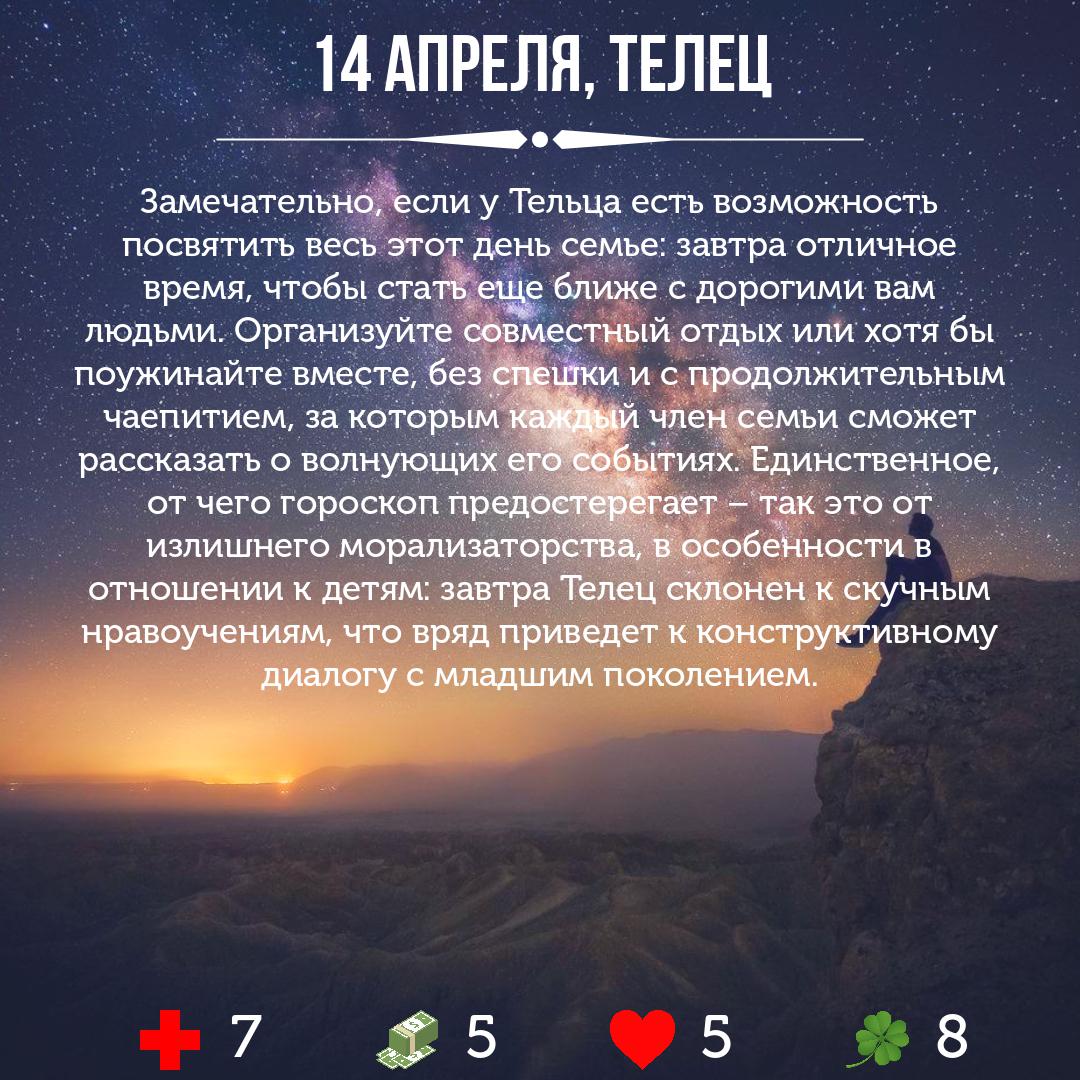 14 АПРЕЛЯ, ТЕЛЕЦ
Замечательно, если у Тельца есть возможность
посвятить весь этот день семье: завтра отличное
время, чтобы стать еще ближе с дорогими вам
людьми. Организуйте совместный отдых или хотя бы
поужинайте вместе, без спешки и с продолжительным
чаепитием, за которым каждый член семьи сможет
рассказать о волнующих его событиях. Единственное,
от чего гороскоп предостерегает – так это от
излишнего морализаторства, в особенности в
отношении к детям: завтра Телец склонен к скучным
нравоучениям, что вряд приведет к конструктивному
диалогу с младшим поколением.
7 5 5 8